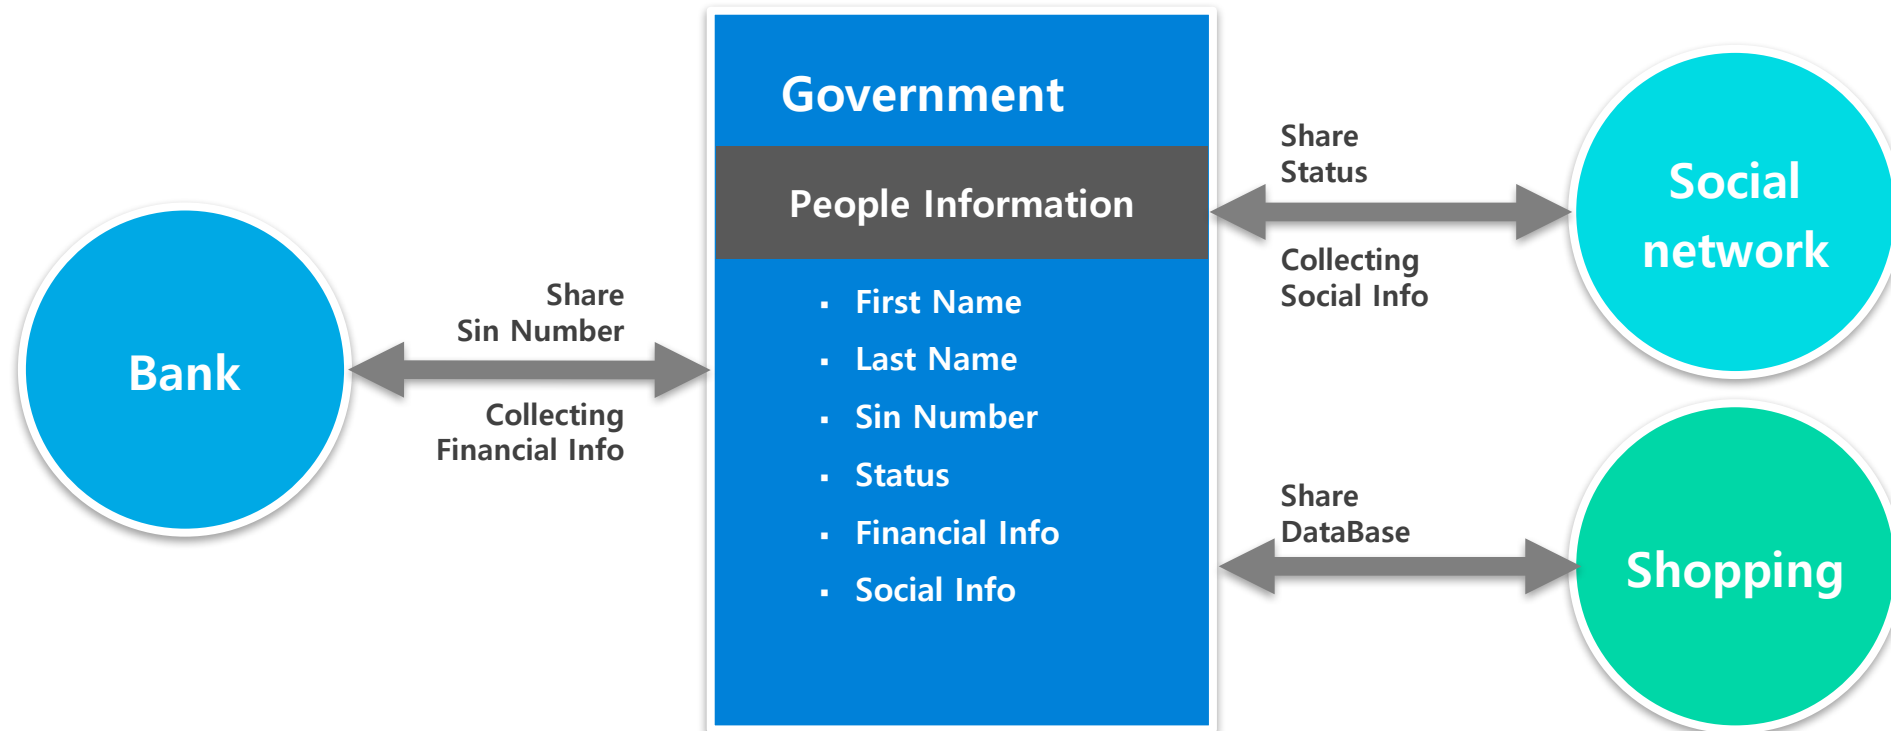 Bank
Share
Sin Number
Collecting
Financial Info
Government
People Information
▪ First Name
▪ Last Name
▪ Sin Number
▪ Status
▪ Financial Info
▪ Social Info
Share
Status
Collecting
Social Info
Social
network
Share
DataBase
Shopping